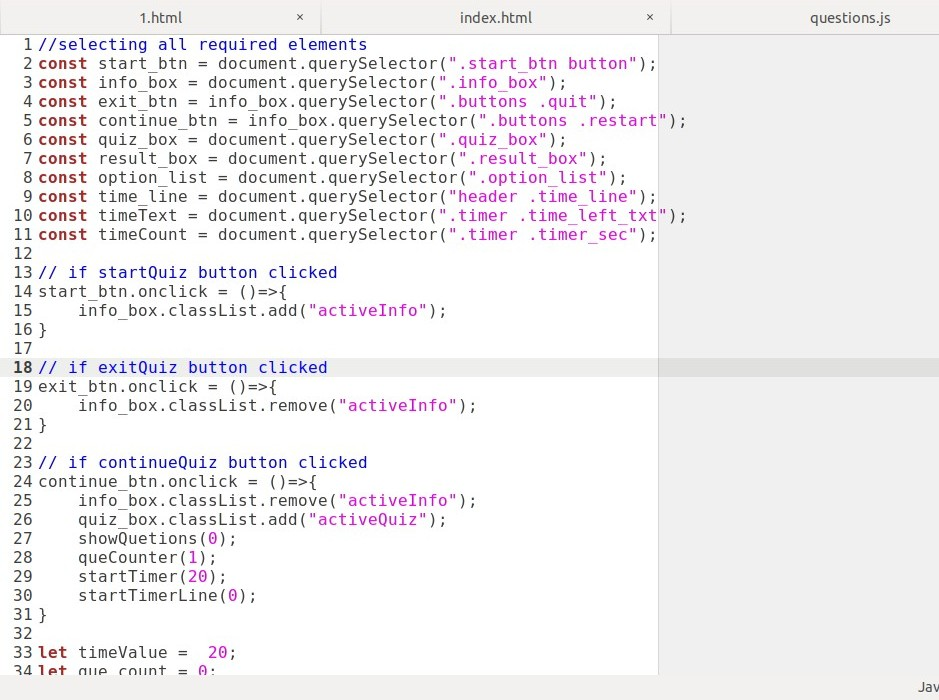 1.html × index.html × questions.js
1 //selecting all required elements
2 const start_btn = document.querySelector(".start_btn button");
3 const info_box = document.querySelector(".info_box");
4 const exit_btn = info_box.querySelector(".buttons .quit");
5 const continue_btn = info_box.querySelector(".buttons .restart");
6 const quiz_box = document.querySelector(".quiz_box");
7 const result_box = document.querySelector(".result_box");
8 const option_list = document.querySelector(".option_list");
9 const time_line = document.querySelector("header .time_line");
10 const timeText = document.querySelector(".timer .time_left_txt");
11 const timeCount = document.querySelector(".timer .timer_sec");
12
13 // if startQuiz button clicked
14 start_btn.onclick = ()=>{
15     info_box.classList.add("activeInfo");
16 }
17
18 // if exitQuiz button clicked
19 exit_btn.onclick = ()=>{
20     info_box.classList.remove("activeInfo");
21 }
22
23 // if continueQuiz button clicked
24 continue_btn.onclick = ()=>{
25     info_box.classList.remove("activeInfo");
26     quiz_box.classList.add("activeQuiz");
27     showQuetions(0);
28     queCounter(1);
29     startTimer(20);
30     startTimerLine(0);
31 }
32
33 let timeValue =  20;
34 let que_count = 0;
Jav